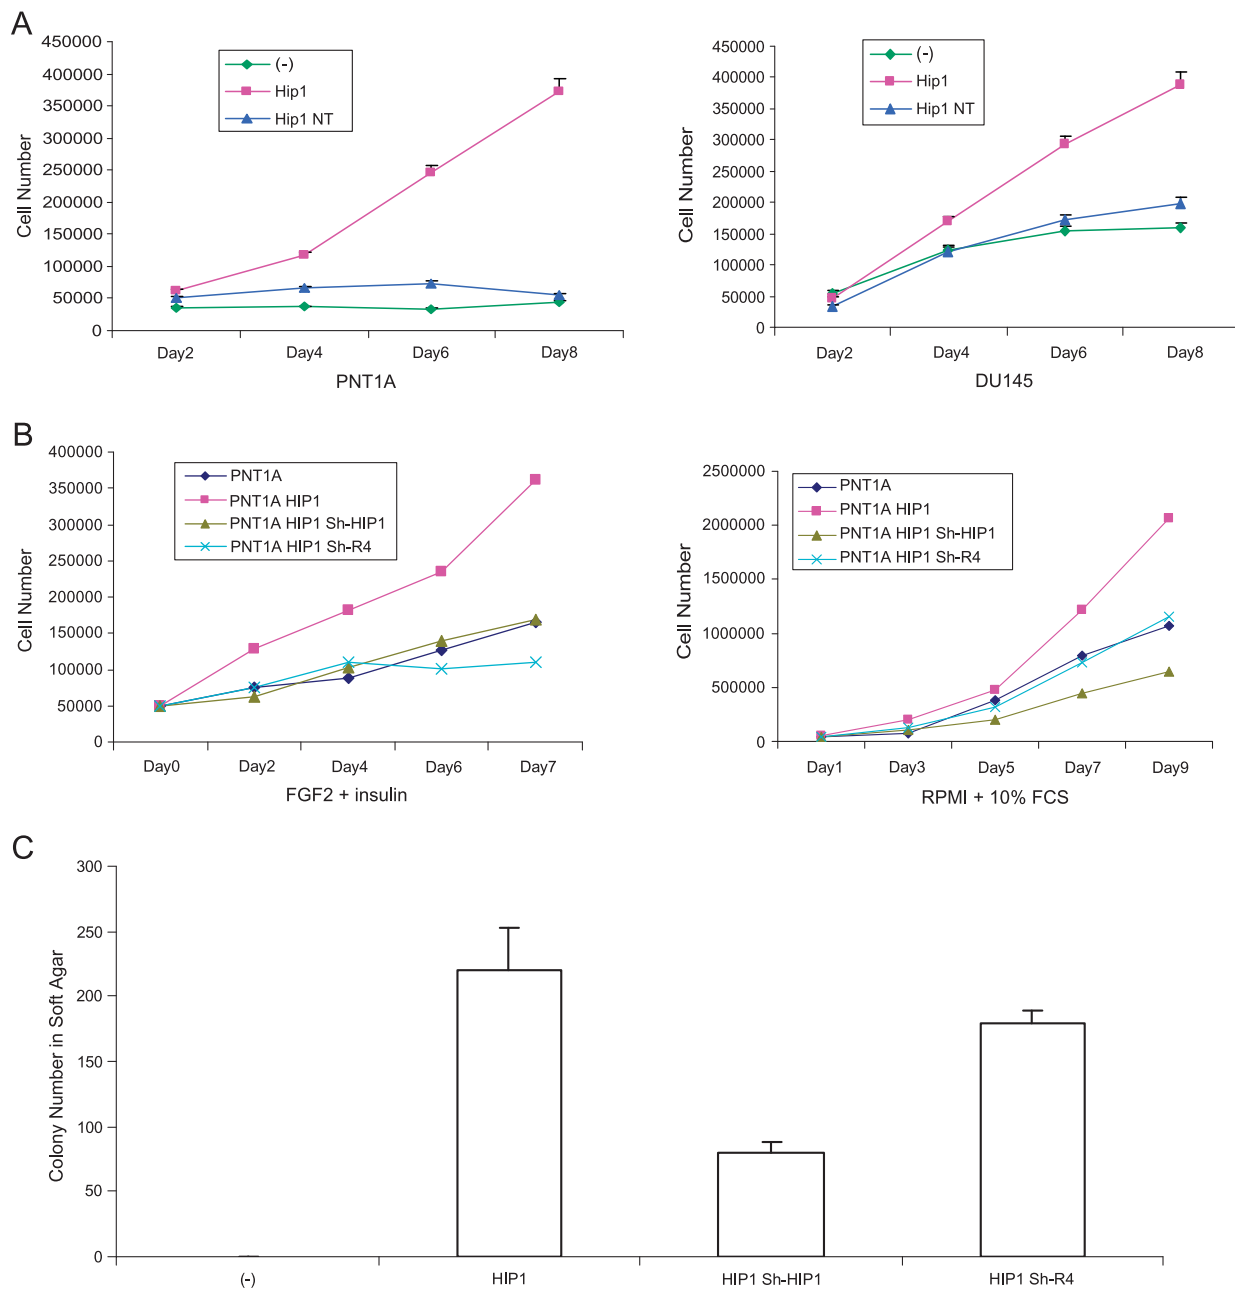 A
450000
400000
350000
300000
250000
200000
150000
100000
50000
0
Cell Number
(-)
Hip1
Hip1 NT
Day2 Day4 Day6 Day8
PNT1A
450000
400000
350000
300000
250000
200000
150000
100000
50000
0
Cell Number
(-)
Hip1
Hip1 NT
Day2 Day4 Day6 Day8
DU145
B
400000
350000
300000
250000
200000
150000
100000
50000
0
Cell Number
PNT1A
PNT1A HIP1
PNT1A HIP1 Sh-HIP1
PNT1A HIP1 Sh-R4
Day0 Day2 Day4 Day6 Day7
FGF2 + insulin
2500000
2000000
1500000
1000000
500000
0
Cell Number
PNT1A
PNT1A HIP1
PNT1A HIP1 Sh-HIP1
PNT1A HIP1 Sh-R4
Day1 Day3 Day5 Day7 Day9
RPMI + 10% FCS
C
300
250
200
150
100
50
0
Colony Number in Soft Agar
(-) HIP1 HIP1 Sh-HIP1 HIP1 Sh-R4